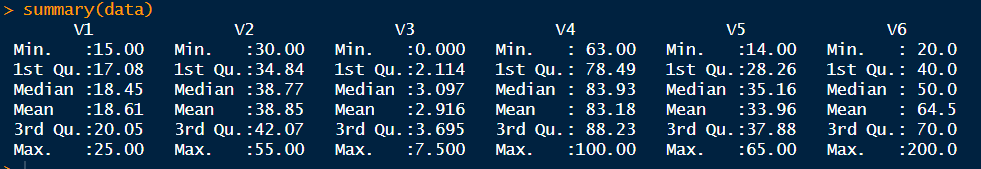 > summary(data)
V1 V2 V3 V4 V5 V6
Min. :15.00 Min. :30.00 Min. :0.000 Min. : 63.00 Min. :14.00 Min. : 20.0
1st Qu.:17.08 1st Qu.:34.84 1st Qu.:2.114 1st Qu.: 78.49 1st Qu.:28.26 1st Qu.: 40.0
Median :18.45 Median :38.77 Median :3.097 Median : 83.93 Median :35.16 Median : 50.0
Mean :18.61 Mean :38.85 Mean :2.916 Mean : 83.18 Mean :33.96 Mean : 64.5
3rd Qu.:20.05 3rd Qu.:42.07 3rd Qu.:3.695 3rd Qu.: 88.23 3rd Qu.:37.88 3rd Qu.: 70.0
Max. :25.00 Max. :55.00 Max. :7.500 Max. :100.00 Max. :65.00 Max. :200.0
>